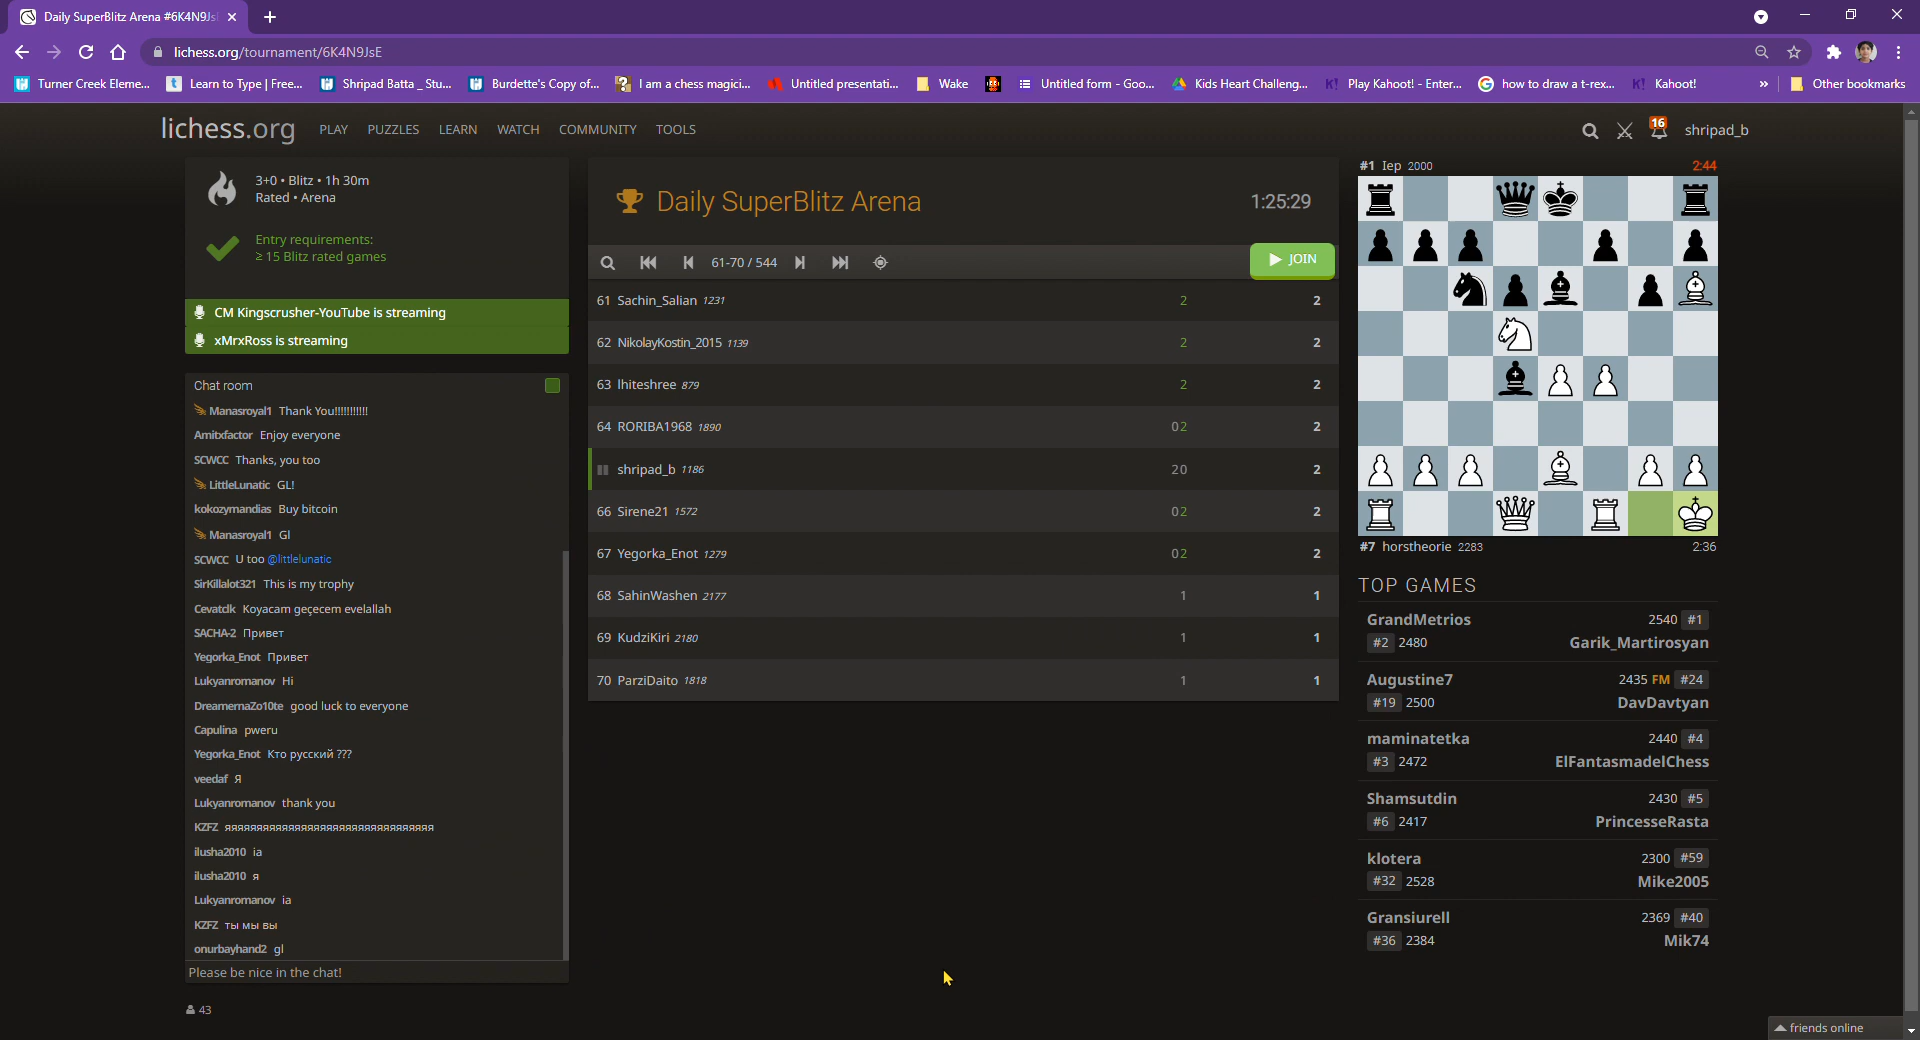 Daily SuperBlitz Arena #6K4N9Js
lichess.org/tournament/6K4N9JsE
Turner Creek Eleme...
Learn to Type | Free...
Shripad Batta _ Stu...
Burdette's Copy of...
I am a chess magici...
Untitled presentati...
Wake
Untitled form - Goo...
Kids Heart Challeng...
Play Kahoot! - Enter...
how to draw a t-rex...
Kahoot!
»
Other bookmarks
lichess.org
PLAY
PUZZLES
LEARN
WATCH
COMMUNITY
TOOLS
16
shripad_b
3+0 • Blitz • 1h 30m
Rated • Arena
Entry requirements:
≥ 15 Blitz rated games
CM Kingscrusher-YouTube is streaming
xMrxRoss is streaming
Chat room
Manasroyal1 Thank You!!!!!!!!!!!
Amitxfactor Enjoy everyone
SCWCC Thanks, you too
LittleLunatic GL!
kokozymandias Buy bitcoin
Manasroyal1 Gl
SCWCC U too @littlelunatic
SirKillalot321 This is my trophy
Cevatclk Koyacam geçecem evelallah
SACHA-2 Привет
Yegorka_Enot Привет
Lukyanromanov Hi
DreamernaZo10te good luck to everyone
Capulina pweru
Yegorka_Enot Кто русский ???
veedaf Я
Lukyanromanov thank you
KZFZ яяяяяяяяяяяяяяяяяяяяяяяяяяяяяяяяя
ilusha2010 ia
ilusha2010 я
Lukyanromanov ia
KZFZ ты мы вы
onurbayhand2 gl
Please be nice in the chat!
43
Daily SuperBlitz Arena
1:25:29
61-70 / 544
JOIN
61 Sachin_Salian 1231 2 2
62 NikolayKostin_2015 1139 2 2
63 lhiteshree 879 2 2
64 RORIBA1968 1890 02 2
shripad_b 1186 20 2
66 Sirene21 1572 02 2
67 Yegorka_Enot 1279 02 2
68 SahinWashen 2177 1 1
69 KudziKiri 2180 1 1
70 ParziDaito 1818 1 1
#1 Iep 2000 2:44
#7 horstheorie 2283 2:36
TOP GAMES
GrandMetrios 2540 #1
#2 2480 Garik_Martirosyan
Augustine7 2435 FM #24
#19 2500 DavDavtyan
maminatetka 2440 #4
#3 2472 ElFantasmadelChess
Shamsutdin 2430 #5
#6 2417 PrincesseRasta
klotera 2300 #59
#32 2528 Mike2005
Gransiurell 2369 #40
#36 2384 Mik74
friends online